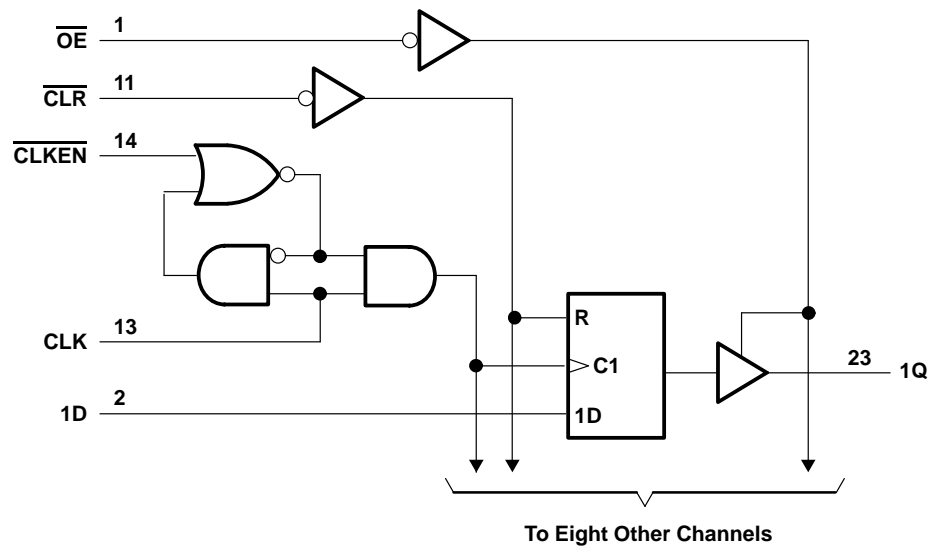 OE 1
CLR 11
CLKEN 14
CLK 13
1D 2
R
C1
1D
23 1Q
To Eight Other Channels